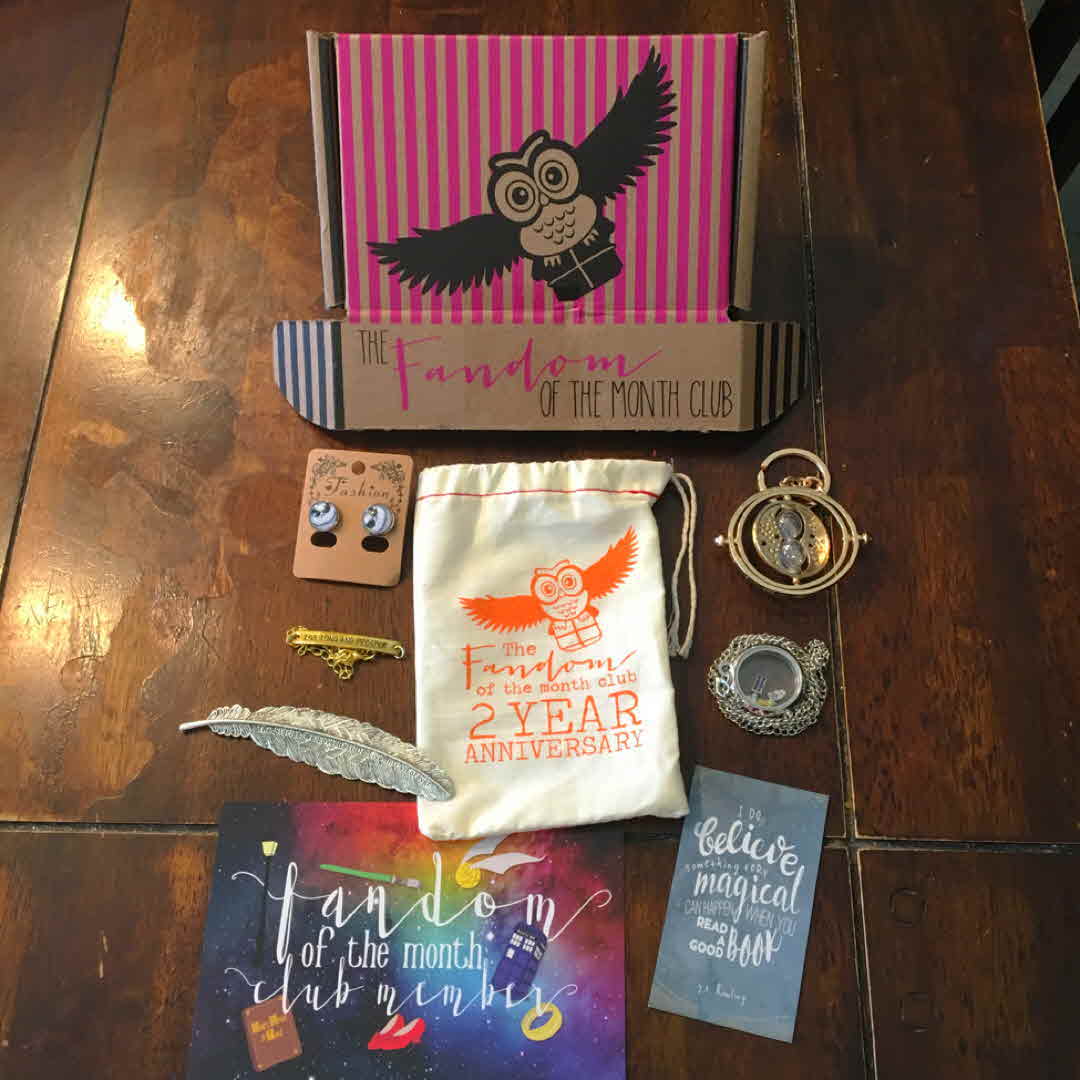 THE Fandom
OF THE MONTH CLUB
Fashion
The
Fandom
of the month club
2 YEAR
ANNIVERSARY
fandom
of the month
club member
I DO
believe
something very
magical
CAN HAPPEN WHEN YOU
READ
A
GOOD BOOK
J.K. Rowling